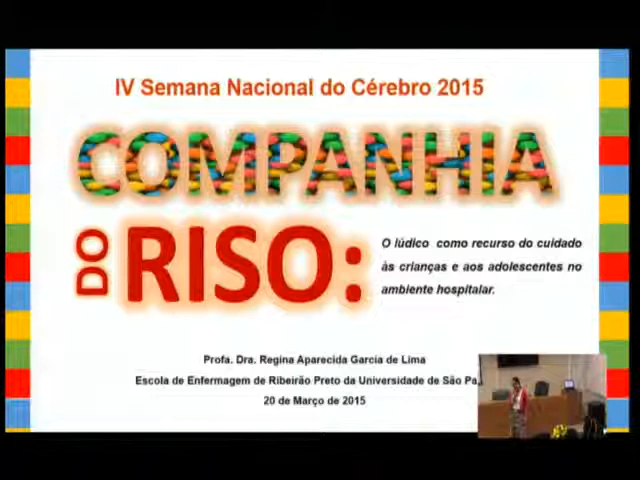 IV Semana Nacional do Cérebro 2015
COMPANHIA
DO RISO:
O lúdico como recurso do cuidado
às crianças e aos adolescentes no
ambiente hospitalar.
Profa. Dra. Regina Aparecida Garcia de Lima
Escola de Enfermagem de Ribeirão Preto da Universidade de São
20 de Março de 2015